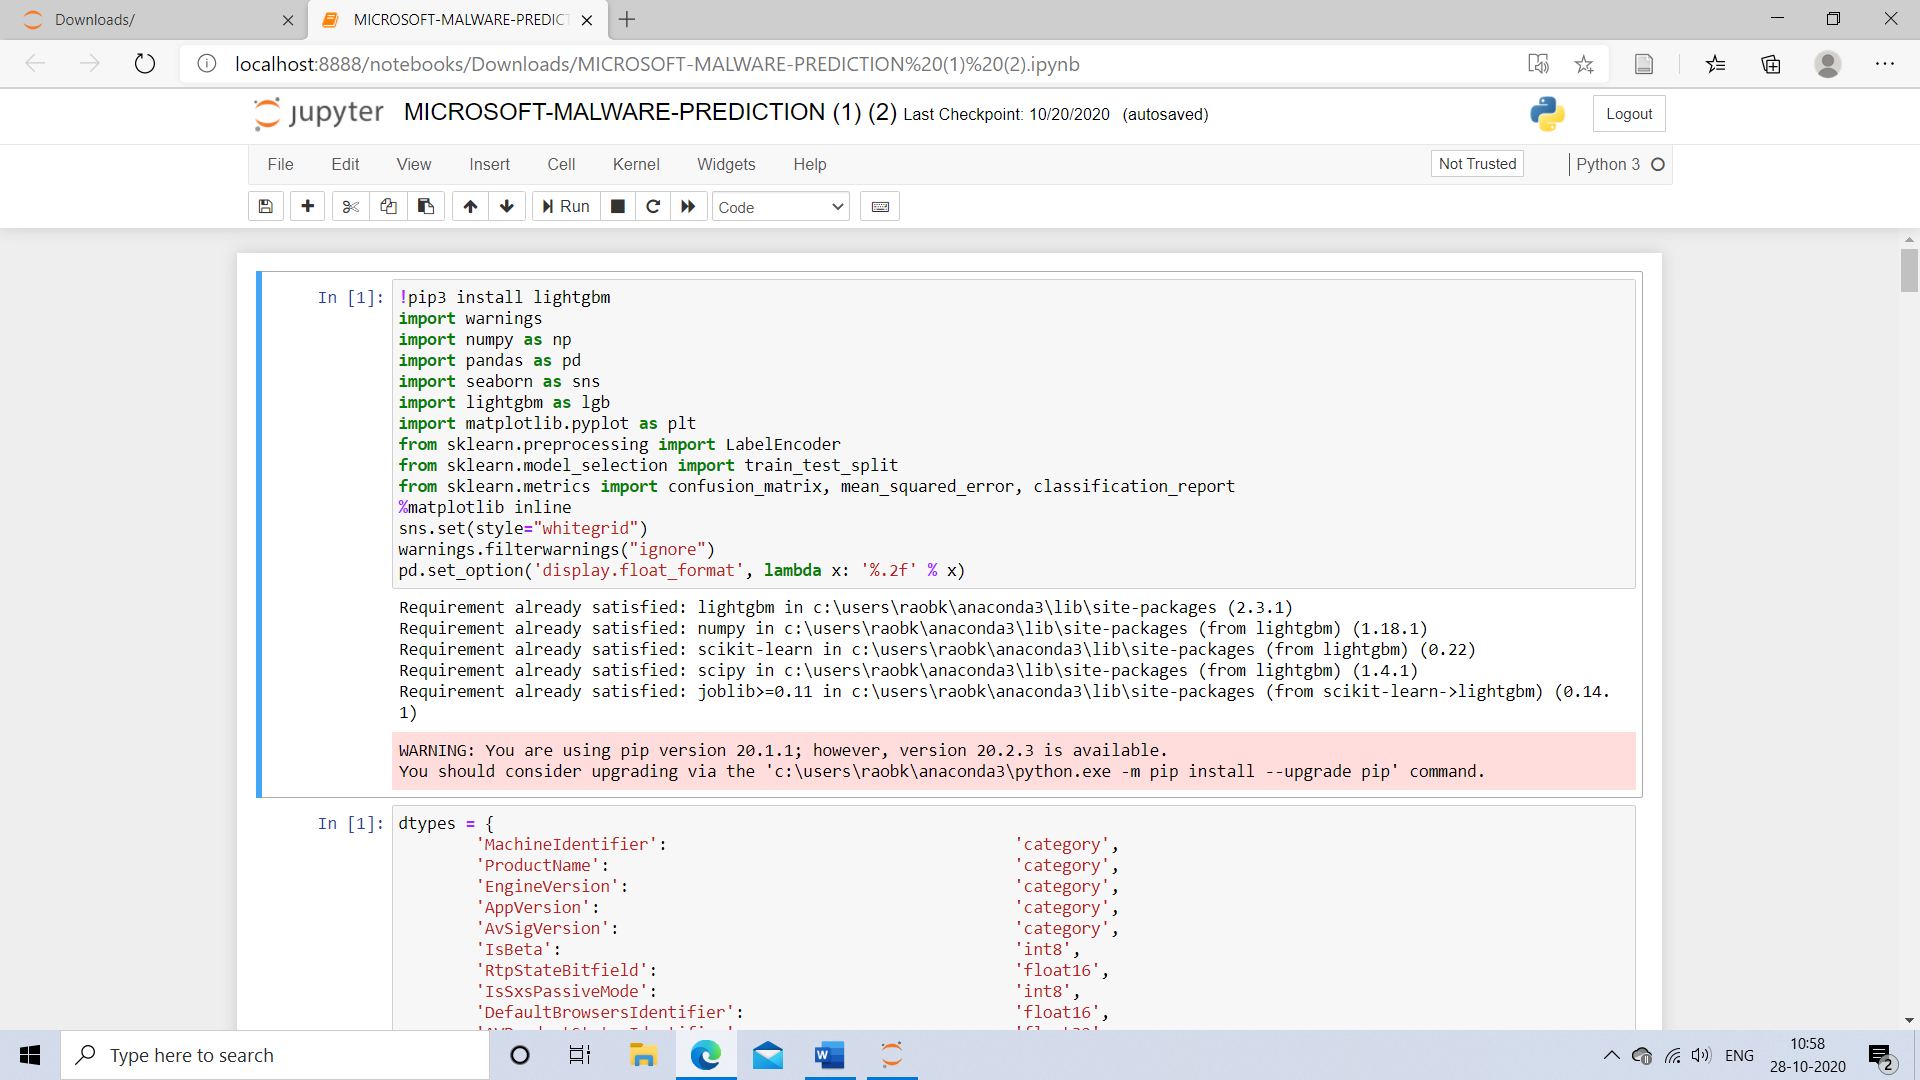 Downloads/
MICROSOFT-MALWARE-PREDICT
localhost:8888/notebooks/Downloads/MICROSOFT-MALWARE-PREDICTION%20(1)%20(2).ipynb
jupyter MICROSOFT-MALWARE-PREDICTION (1) (2) Last Checkpoint: 10/20/2020 (autosaved)
Logout
File Edit View Insert Cell Kernel Widgets Help
Not Trusted
Python 3
Run
Code
In [1]:
!pip3 install lightgbm
import warnings
import numpy as np
import pandas as pd
import seaborn as sns
import lightgbm as lgb
import matplotlib.pyplot as plt
from sklearn.preprocessing import LabelEncoder
from sklearn.model_selection import train_test_split
from sklearn.metrics import confusion_matrix, mean_squared_error, classification_report
%matplotlib inline
sns.set(style="whitegrid")
warnings.filterwarnings("ignore")
pd.set_option('display.float_format', lambda x: '%.2f' % x)
Requirement already satisfied: lightgbm in c:\users\raobk\anaconda3\lib\site-packages (2.3.1)
Requirement already satisfied: numpy in c:\users\raobk\anaconda3\lib\site-packages (from lightgbm) (1.18.1)
Requirement already satisfied: scikit-learn in c:\users\raobk\anaconda3\lib\site-packages (from lightgbm) (0.22)
Requirement already satisfied: scipy in c:\users\raobk\anaconda3\lib\site-packages (from lightgbm) (1.4.1)
Requirement already satisfied: joblib>=0.11 in c:\users\raobk\anaconda3\lib\site-packages (from scikit-learn->lightgbm) (0.14.
1)
WARNING: You are using pip version 20.1.1; however, version 20.2.3 is available.
You should consider upgrading via the 'c:\users\raobk\anaconda3\python.exe -m pip install --upgrade pip' command.
In [1]:
dtypes = {
'MachineIdentifier': 'category',
'ProductName': 'category',
'EngineVersion': 'category',
'AppVersion': 'category',
'AvSigVersion': 'category',
'IsBeta': 'int8',
'RtpStateBitfield': 'float16',
'IsSxsPassiveMode': 'int8',
'DefaultBrowsersIdentifier': 'float16',
Type here to search
W
ENG
10:58
28-10-2020
2